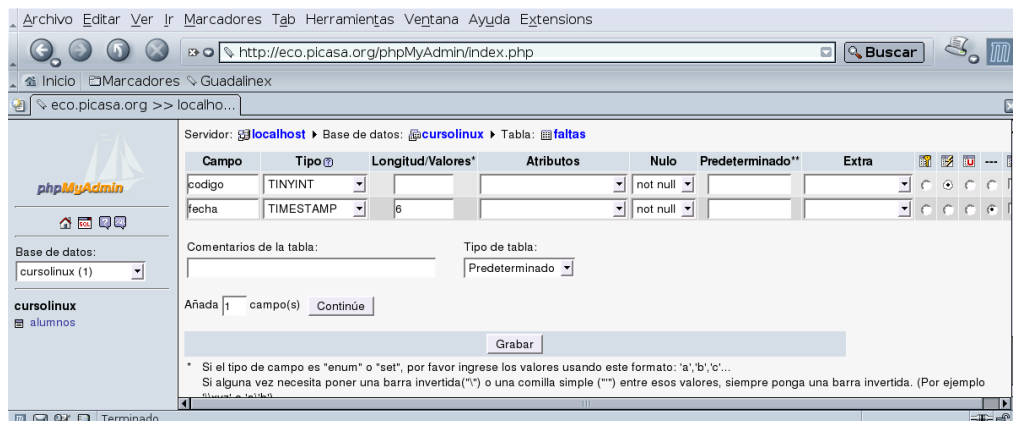 Archivo Editar Ver Ir Marcadores Tab Herramientas Ventana Ayuda Extensions
http://eco.picasa.org/phpMyAdmin/index.php Buscar
Inicio Marcadores Guadalinex
eco.picasa.org >> localho...
phpMyAdmin
Base de datos:
cursolinux (1)
cursolinux
alumnos
Servidor: localhost Base de datos: cursolinux Tabla: faltas
Campo Tipo Longitud/Valores* Atributos Nulo Predeterminado** Extra ---
codigo TINYINT not null
fecha TIMESTAMP 6 not null
Comentarios de la tabla: Tipo de tabla:
Predeterminado
Añada 1 campo(s) Continúe
Grabar
* Si el tipo de campo es "enum" o "set", por favor ingrese los valores usando este formato: 'a','b','c'...
Si alguna vez necesita poner una barra invertida("\") o una comilla simple ("'") entre esos valores, siempre ponga una barra invertida. (Por ejemplo
Terminado